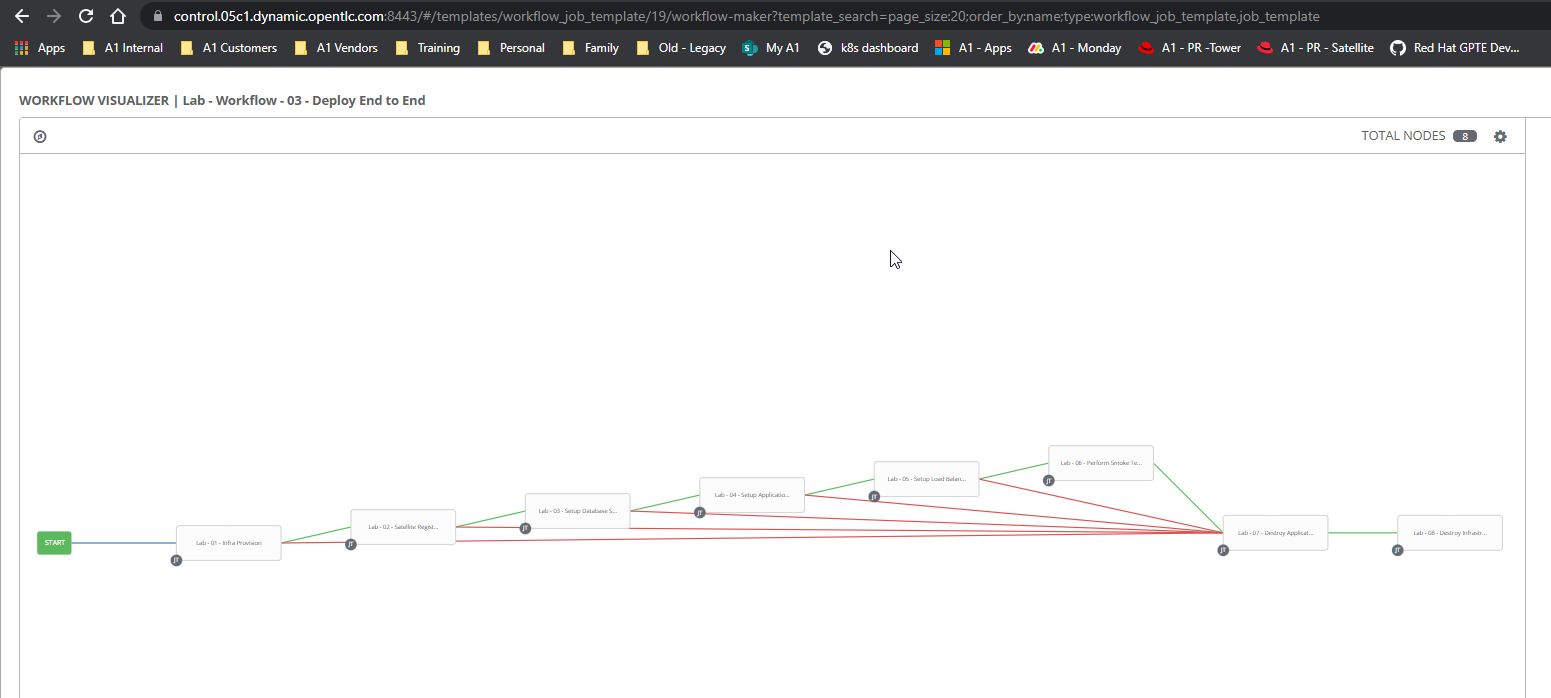 control.05c1.dynamic.opentlc.com:8443/#/templates/workflow_job_template/19/workflow-maker?template_search=page_size:20;order_by:name;type:workflow_job_template,job_template
Apps A1 Internal A1 Customers A1 Vendors Training Personal Family Old - Legacy My A1 k8s dashboard A1 - Apps A1 - Monday A1 - PR -Tower A1 - PR - Satellite Red Hat GPTE Dev...
WORKFLOW VISUALIZER | Lab - Workflow - 03 - Deploy End to End
TOTAL NODES 8
Lab - 06 - Perform Smoke Te...
JT
Lab - 05 - Setup Load Balan...
JT
Lab - 04 - Setup Applicatio...
JT
Lab - 03 - Setup Database S...
JT
Lab - 02 - Satellite Regist...
JT
START
Lab - 01 - Infra Provision
JT
Lab - 07 - Destroy Applicat...
JT
Lab - 08 - Destroy Infrastr...
JT